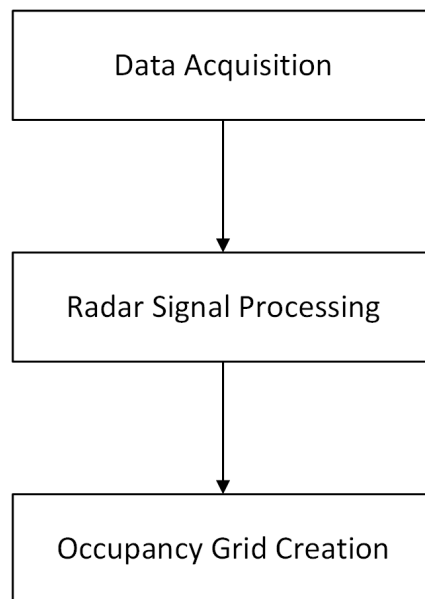 Data Acquisition
Radar Signal Processing
Occupancy Grid Creation